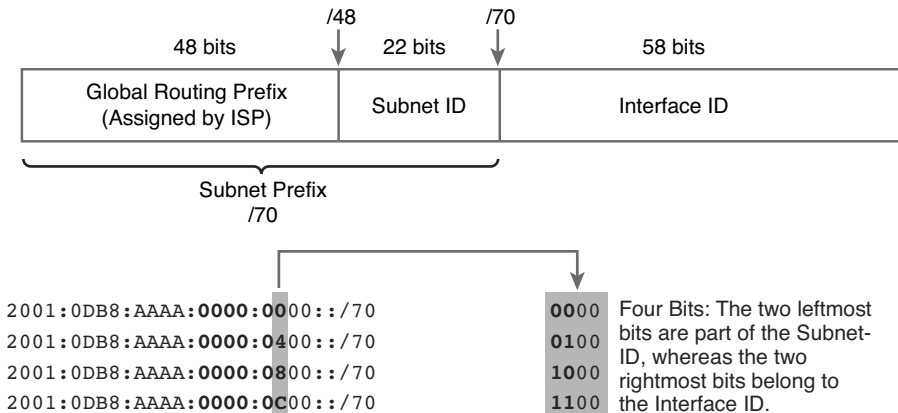 /48 /70
48 bits 22 bits 58 bits
Global Routing Prefix
(Assigned by ISP)
Subnet ID
Interface ID
Subnet Prefix
/70
2001:0DB8:AAAA:0000:0000::/70 0000
2001:0DB8:AAAA:0000:0400::/70 0100
2001:0DB8:AAAA:0000:0800::/70 1000
2001:0DB8:AAAA:0000:0C00::/70 1100
Four Bits: The two leftmost
bits are part of the Subnet-
ID, whereas the two
rightmost bits belong to
the Interface ID.